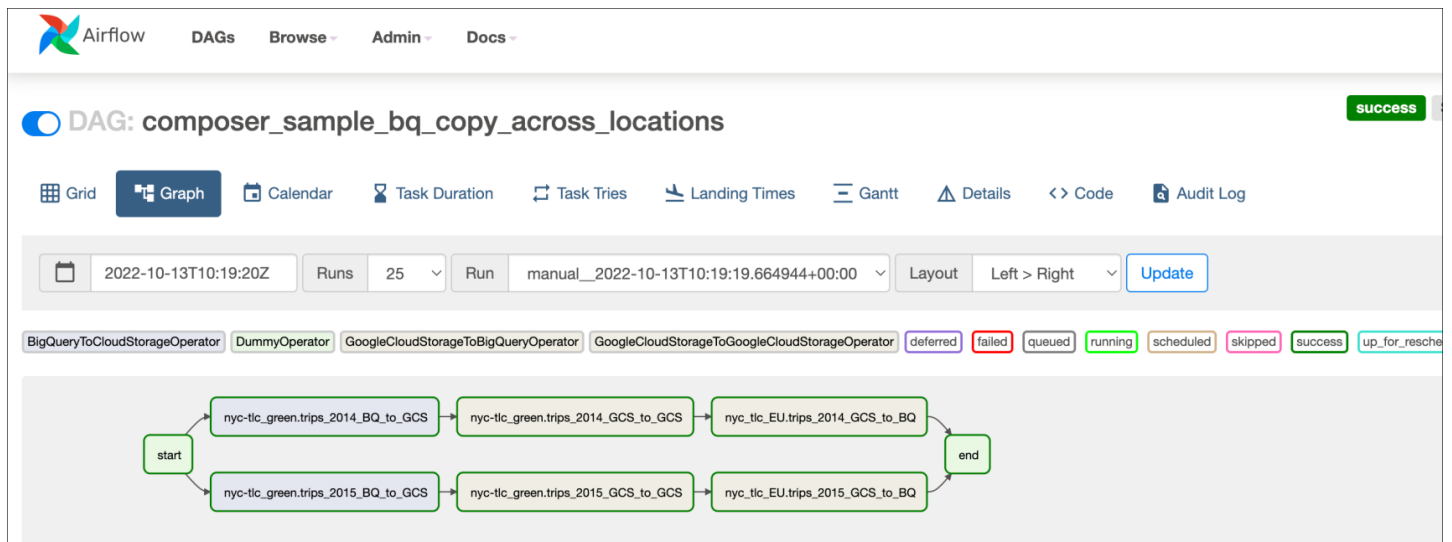 Airflow DAGs Browse Admin Docs
success
DAG: composer_sample_bq_copy_across_locations
Grid Graph Calendar Task Duration Task Tries Landing Times Gantt Details <> Code Audit Log
2022-10-13T10:19:20Z Runs 25 Run manual__2022-10-13T10:19:19.664944+00:00 Layout Left > Right Update
BigQueryToCloudStorageOperator DummyOperator GoogleCloudStorageToBigQueryOperator GoogleCloudStorageToGoogleCloudStorageOperator deferred failed queued running scheduled skipped success up_for_resche
nyc-tlc_green.trips_2014_BQ_to_GCS nyc-tlc_green.trips_2014_GCS_to_GCS nyc_tlc_EU.trips_2014_GCS_to_BQ
start end
nyc-tlc_green.trips_2015_BQ_to_GCS nyc-tlc_green.trips_2015_GCS_to_GCS nyc_tlc_EU.trips_2015_GCS_to_BQ